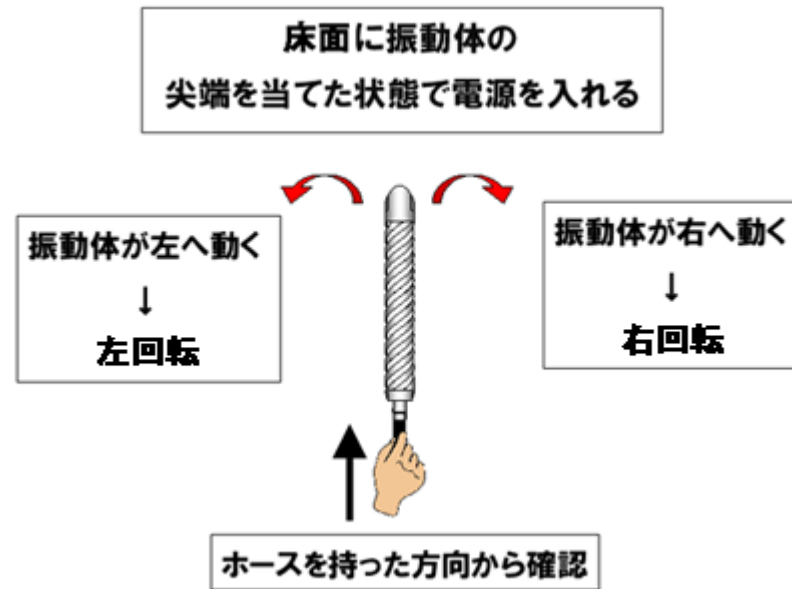 床面に振動体の
尖端を当てた状態で電源を入れる
振動体が左へ動く
↓
左回転
振動体が右へ動く
↓
右回転
ホースを持った方向から確認